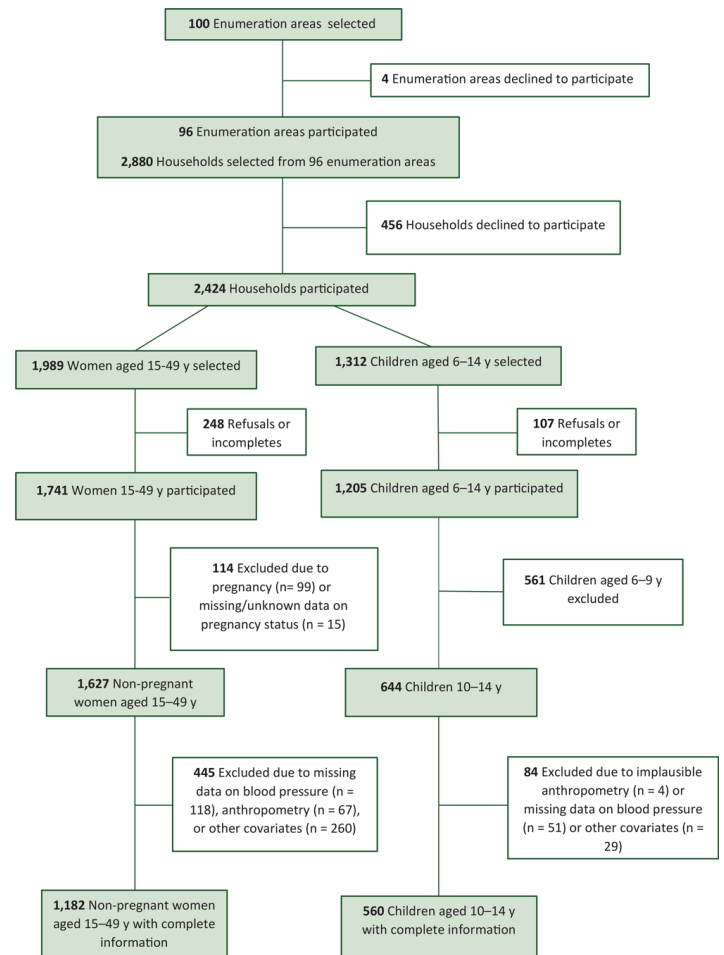 100 Enumeration areas selected
4 Enumeration areas declined to participate
96 Enumeration areas participated
2,880 Households selected from 96 enumeration areas
456 Households declined to participate
2,424 Households participated
1,989 Women aged 15-49 y selected
1,312 Children aged 6–14 y selected
248 Refusals or
incompletes
107 Refusals or
incompletes
1,741 Women 15-49 y participated
1,205 Children aged 6–14 y participated
114 Excluded due to
pregnancy (n= 99) or
missing/unknown data on
pregnancy status (n = 15)
561 Children aged 6–9 y
excluded
1,627 Non-pregnant
women aged 15–49 y
644 Children 10–14 y
445 Excluded due to missing
data on blood pressure (n =
118), anthropometry (n = 67),
or other covariates (n = 260)
84 Excluded due to implausible
anthropometry (n = 4) or
missing data on blood pressure
(n = 51) or other covariates (n =
29)
1,182 Non-pregnant women
aged 15–49 y with complete
information
560 Children aged 10–14 y
with complete information